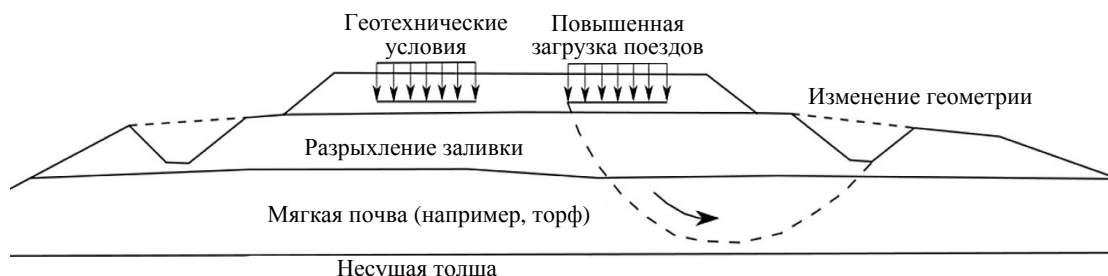 Геотехнические
условия
Повышенная
загрузка поездов
Изменение геометрии
Разрыхление заливки
Мягкая почва (например, торф)
Несущая толща